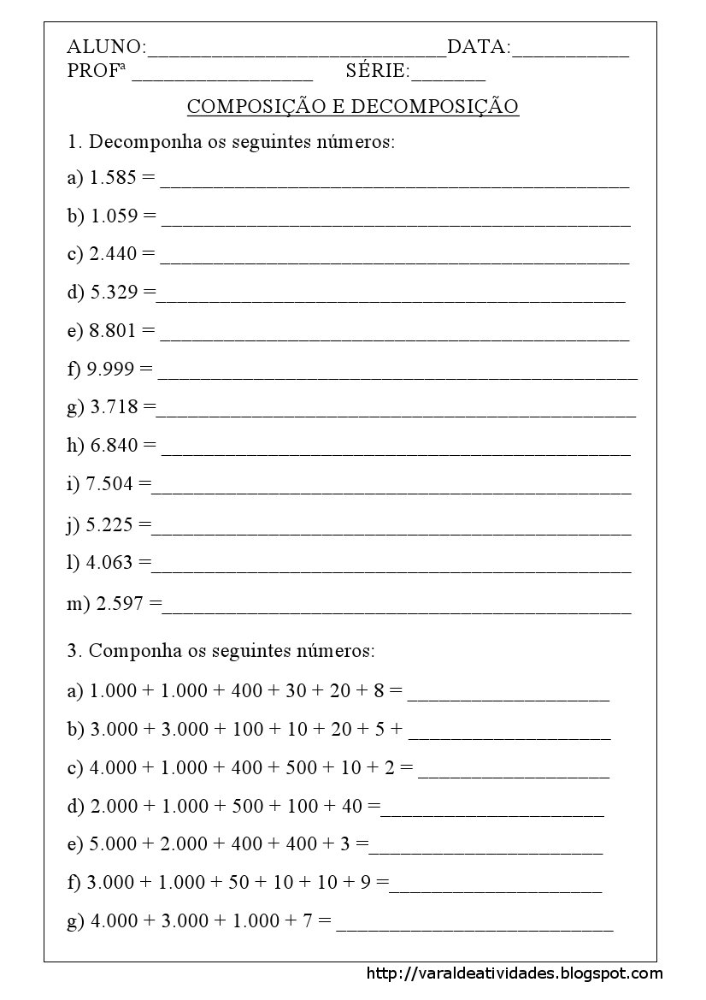 ALUNO:____________________________DATA:___________
PROFª _________________ SÉRIE:_______
COMPOSIÇÃO E DECOMPOSIÇÃO
1. Decomponha os seguintes números:
a) 1.585 = ____________________________________________
b) 1.059 = ____________________________________________
c) 2.440 = ____________________________________________
d) 5.329 =____________________________________________
e) 8.801 = ____________________________________________
f) 9.999 = _____________________________________________
g) 3.718 =_____________________________________________
h) 6.840 = ____________________________________________
i) 7.504 =_____________________________________________
j) 5.225 =_____________________________________________
l) 4.063 =_____________________________________________
m) 2.597 =____________________________________________
3. Componha os seguintes números:
a) 1.000 + 1.000 + 400 + 30 + 20 + 8 = ___________________
b) 3.000 + 3.000 + 100 + 10 + 20 + 5 + ___________________
c) 4.000 + 1.000 + 400 + 500 + 10 + 2 = __________________
d) 2.000 + 1.000 + 500 + 100 + 40 =_____________________
e) 5.000 + 2.000 + 400 + 400 + 3 =______________________
f) 3.000 + 1.000 + 50 + 10 + 10 + 9 =____________________
g) 4.000 + 3.000 + 1.000 + 7 = __________________________
http://varaldeatividades.blogspot.com